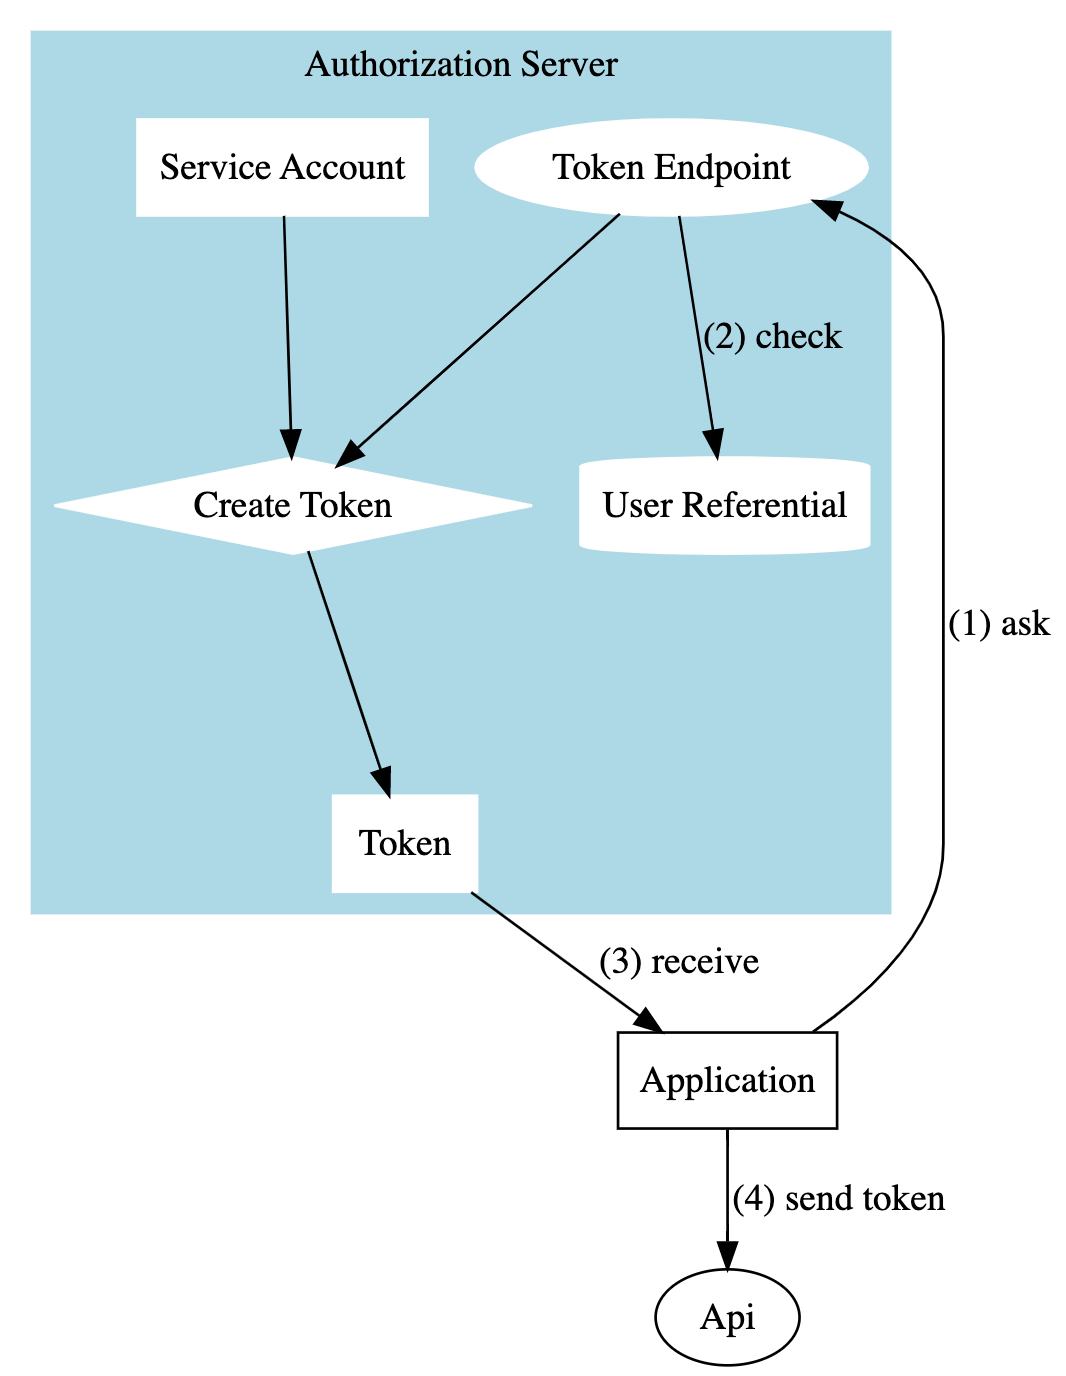 Authorization Server
Service Account
Token Endpoint
(2) check
Create Token
User Referential
(1) ask
Token
(3) receive
Application
(4) send token
Api